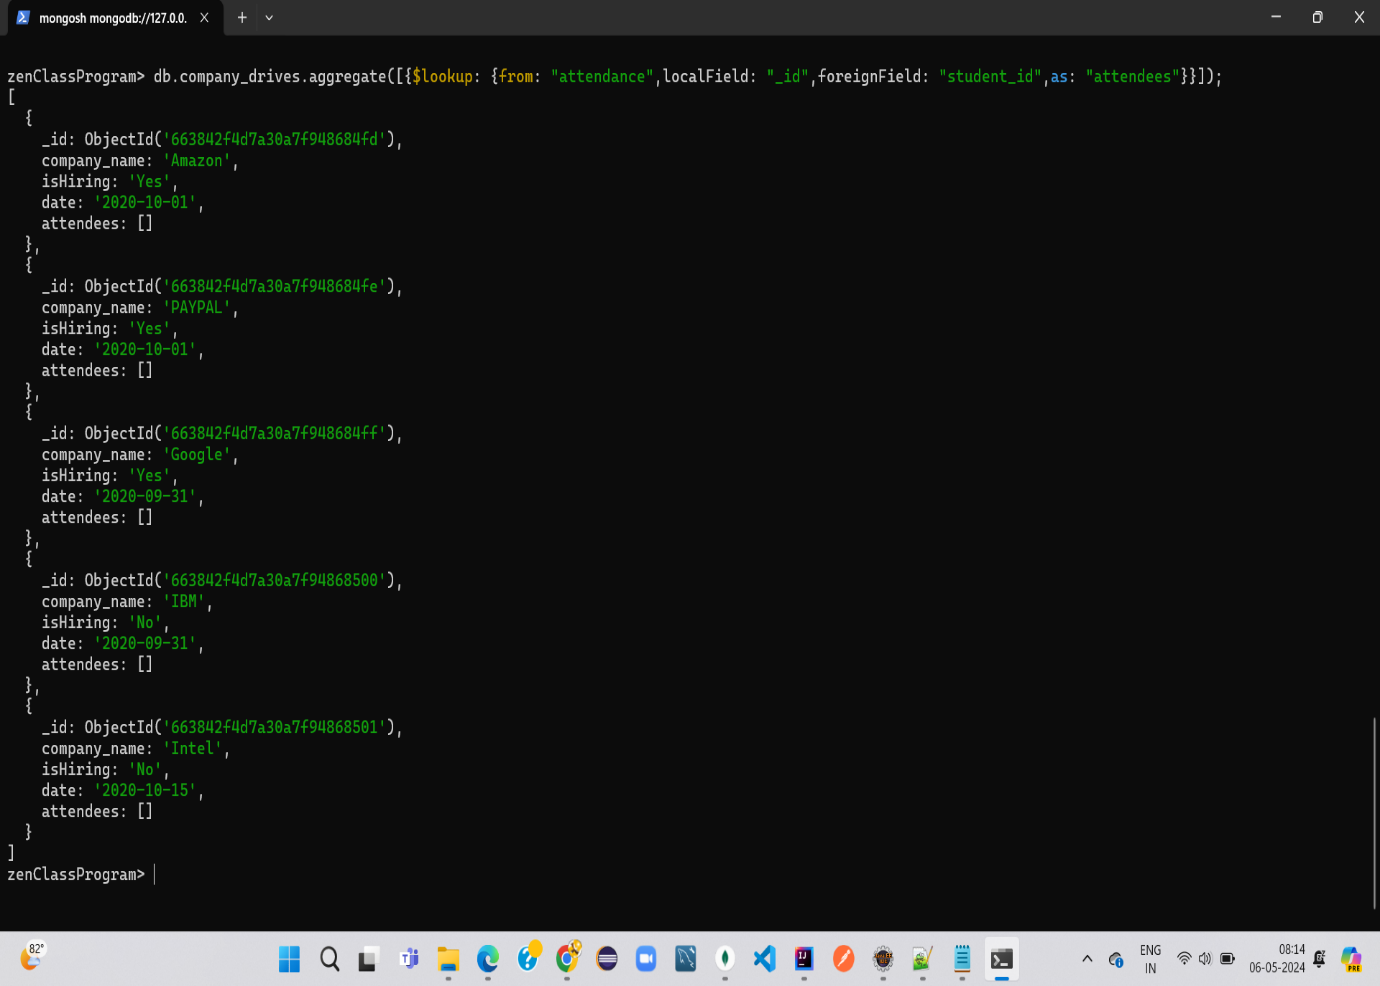 mongosh mongodb://127.0.0.
zenClassProgram> db.company_drives.aggregate([{$lookup: {from: "attendance",localField: "_id",foreignField: "student_id",as: "attendees"}}]);
[
  {
    _id: ObjectId('663842f4d7a30a7f948684fd'),
    company_name: 'Amazon',
    isHiring: 'Yes',
    date: '2020-10-01',
    attendees: []
  },
  {
    _id: ObjectId('663842f4d7a30a7f948684fe'),
    company_name: 'PAYPAL',
    isHiring: 'Yes',
    date: '2020-10-01',
    attendees: []
  },
  {
    _id: ObjectId('663842f4d7a30a7f948684ff'),
    company_name: 'Google',
    isHiring: 'Yes',
    date: '2020-09-31',
    attendees: []
  },
  {
    _id: ObjectId('663842f4d7a30a7f94868500'),
    company_name: 'IBM',
    isHiring: 'No',
    date: '2020-09-31',
    attendees: []
  },
  {
    _id: ObjectId('663842f4d7a30a7f94868501'),
    company_name: 'Intel',
    isHiring: 'No',
    date: '2020-10-15',
    attendees: []
  }
]
zenClassProgram>
82°
ENG
IN
08:14
06-05-2024
PRE